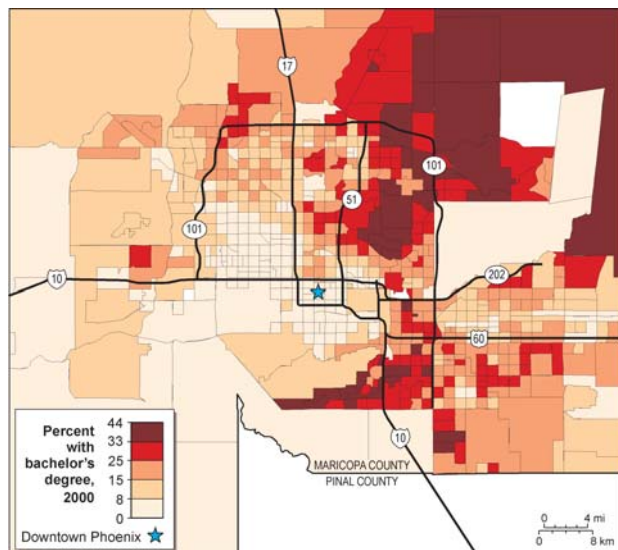 17
101
51
101
10
202
60
10
MARICOPA COUNTY
PINAL COUNTY
Percent
with
bachelor's
degree,
2000
44
33
25
15
8
0
Downtown Phoenix
0 4 mi
0 8 km